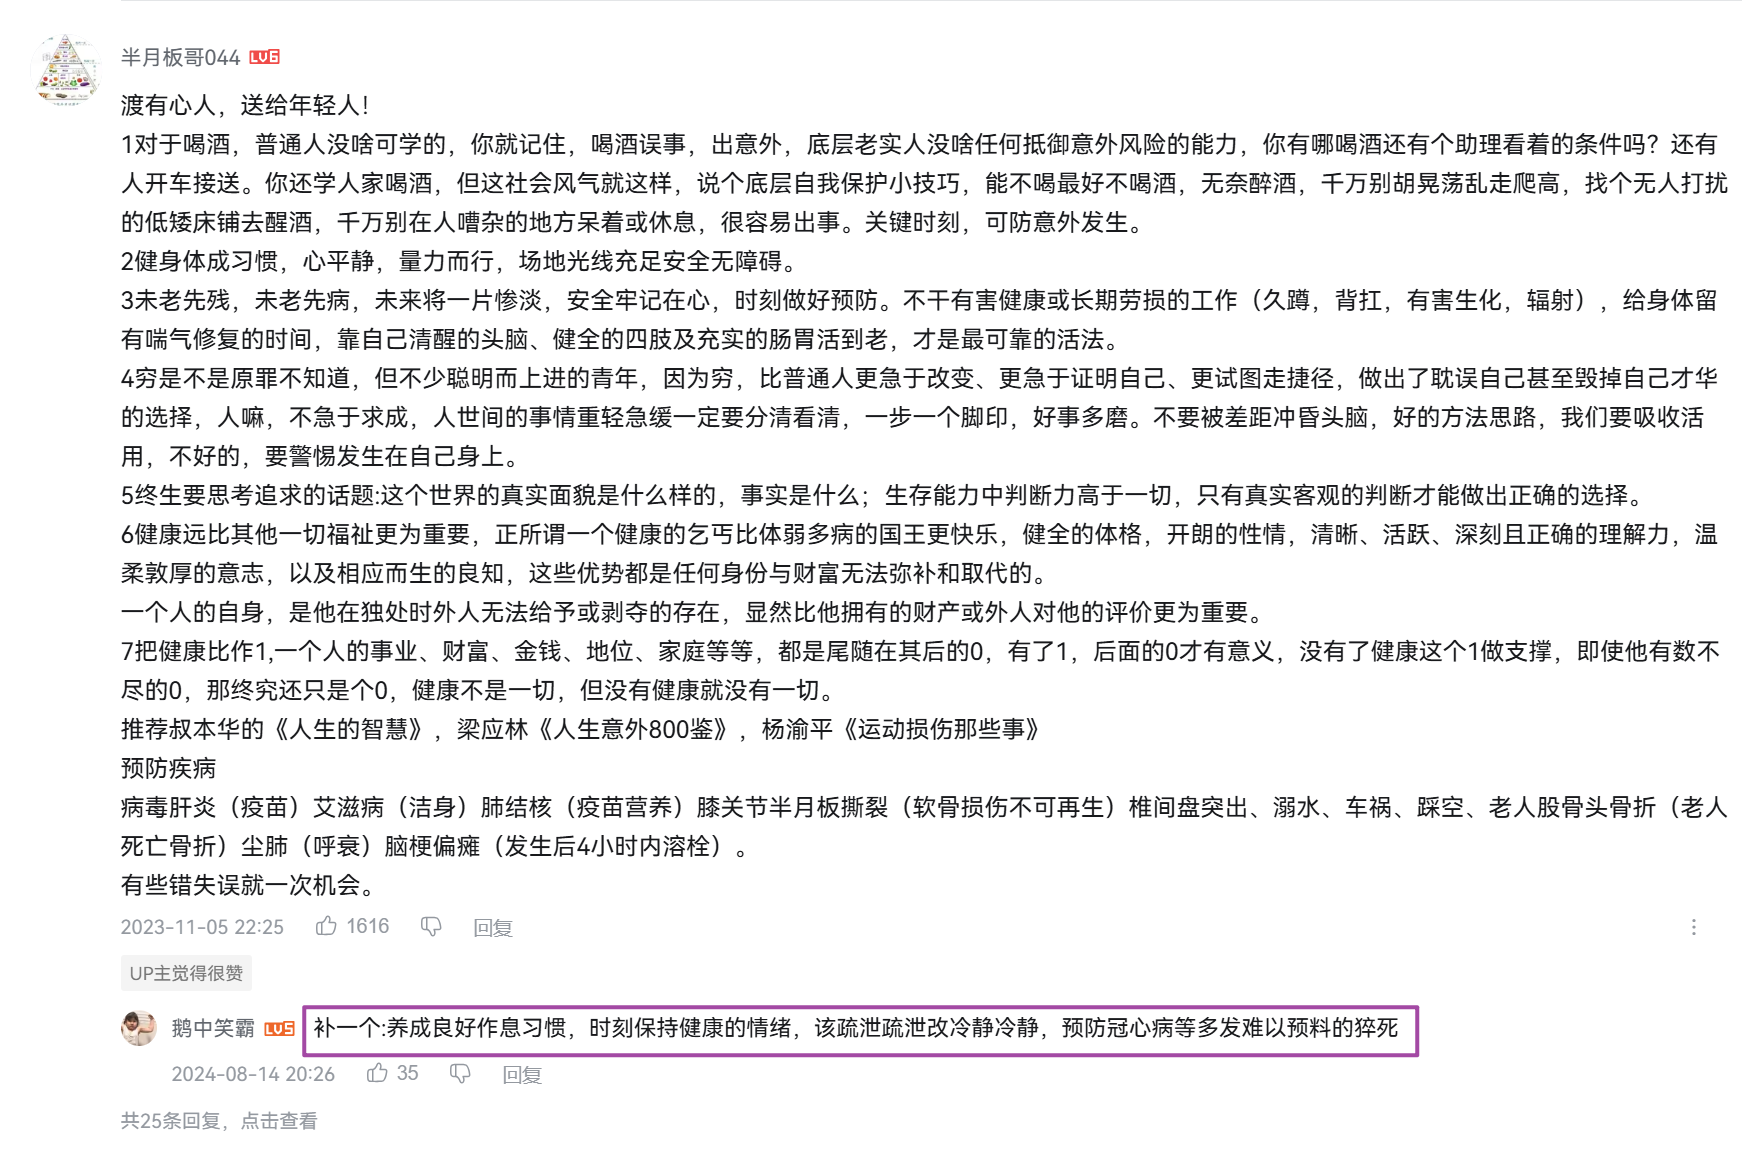 半月板哥044 LV6
渡有心人，送给年轻人！
1对于喝酒，普通人没啥可学的，你就记住，喝酒误事，出意外，底层老实人没啥任何抵御意外风险的能力，你有哪喝酒还有个助理看着的条件吗？还有
人开车接送。你还学人家喝酒，但这社会风气就这样，说个底层自我保护小技巧，能不喝最好不喝酒，无奈醉酒，千万别胡晃荡乱走爬高，找个无人打扰
的低矮床铺去醒酒，千万别在人嘈杂的地方呆着或休息，很容易出事。关键时刻，可防意外发生。
2健身体成习惯，心平静，量力而行，场地光线充足安全无障碍。
3未老先残，未老先病，未来将一片惨淡，安全牢记在心，时刻做好预防。不干有害健康或长期劳损的工作（久蹲，背扛，有害生化，辐射），给身体留
有喘气修复的时间，靠自己清醒的头脑、健全的四肢及充实的肠胃活到老，才是最可靠的活法。
4穷是不是原罪不知道，但不少聪明而上进的青年，因为穷，比普通人更急于改变、更急于证明自己、更试图走捷径，做出了耽误自己甚至毁掉自己才华
的选择，人嘛，不急于求成，人世间的事情重轻急缓一定要分清看清，一步一个脚印，好事多磨。不要被差距冲昏头脑，好的方法思路，我们要吸收活
用，不好的，要警惕发生在自己身上。
5终生要思考追求的话题:这个世界的真实面貌是什么样的，事实是什么；生存能力中判断力高于一切，只有真实客观的判断才能做出正确的选择。
6健康远比其他一切福祉更为重要，正所谓一个健康的乞丐比体弱多病的国王更快乐，健全的体格，开朗的性情，清晰、活跃、深刻且正确的理解力，温
柔敦厚的意志，以及相应而生的良知，这些优势都是任何身份与财富无法弥补和取代的。
一个人的自身，是他在独处时外人无法给予或剥夺的存在，显然比他拥有的财产或外人对他的评价更为重要。
7把健康比作1,一个人的事业、财富、金钱、地位、家庭等等，都是尾随在其后的0，有了1，后面的0才有意义，没有了健康这个1做支撑，即使他有数不
尽的0，那终究还只是个0，健康不是一切，但没有健康就没有一切。
推荐叔本华的《人生的智慧》，梁应林《人生意外800鉴》，杨渝平《运动损伤那些事》
预防疾病
病毒肝炎（疫苗）艾滋病（洁身）肺结核（疫苗营养）膝关节半月板撕裂（软骨损伤不可再生）椎间盘突出、溺水、车祸、踩空、老人股骨头骨折（老人
死亡骨折）尘肺（呼衰）脑梗偏瘫（发生后4小时内溶栓）。
有些错失误就一次机会。
2023-11-05 22:25 1616 回复
UP主觉得很赞
鹅中笑霸 LV5 补一个:养成良好作息习惯，时刻保持健康的情绪，该疏泄疏泄改冷静冷静，预防冠心病等多发难以预料的猝死
2024-08-14 20:26 35 回复
共25条回复，点击查看